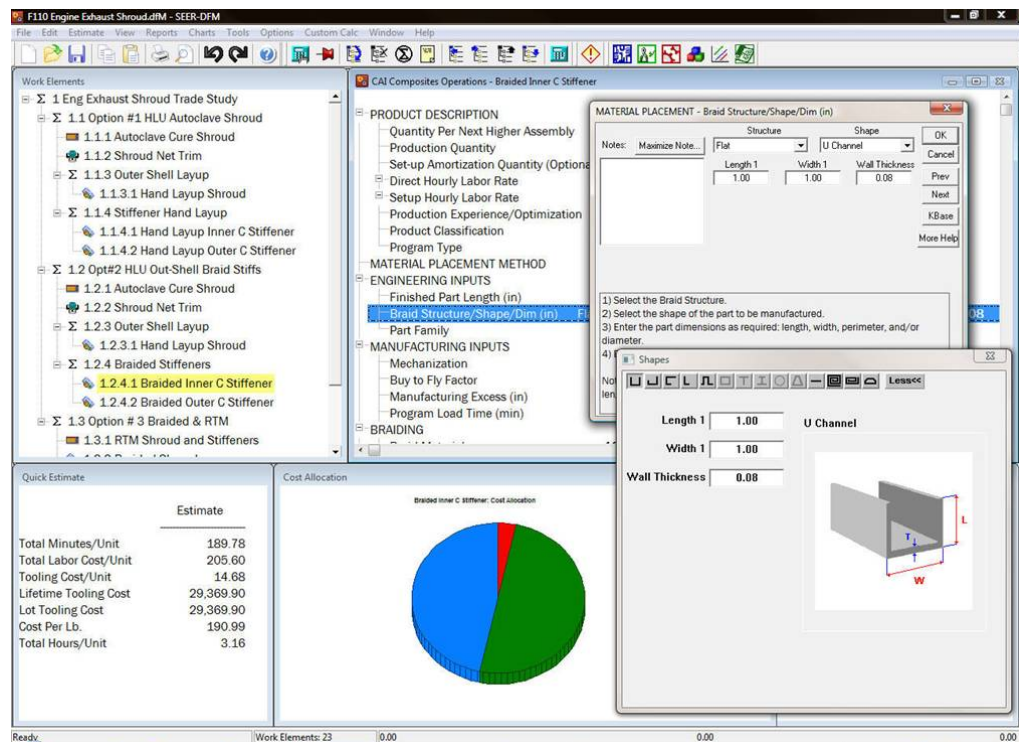 F110 Engine Exhaust Shroud.dfM - SEER-DFM
File Edit Estimate View Reports Charts Tools Options Custom Calc Window Help
Work Elements
1 Eng Exhaust Shroud Trade Study
1.1 Option #1 HLU Autoclave Shroud
1.1.1 Autoclave Cure Shroud
1.1.2 Shroud Net Trim
1.1.3 Outer Shell Layup
1.1.3.1 Hand Layup Shroud
1.1.4 Stiffener Hand Layup
1.1.4.1 Hand Layup Inner C Stiffener
1.1.4.2 Hand Layup Outer C Stiffener
1.2 Opt#2 HLU Out-Shell Braid Stiffs
1.2.1 Autoclave Cure Shroud
1.2.2 Shroud Net Trim
1.2.3 Outer Shell Layup
1.2.3.1 Hand Layup Shroud
1.2.4 Braided Stiffeners
1.2.4.1 Braided Inner C Stiffener
1.2.4.2 Braided Outer C Stiffener
1.3 Option # 3 Braided & RTM
1.3.1 RTM Shroud and Stiffeners
CAI Composites Operations - Braided Inner C Stiffener
PRODUCT DESCRIPTION
Quantity Per Next Higher Assembly
Production Quantity
Set-up Amortization Quantity (Optiona
Direct Hourly Labor Rate
Setup Hourly Labor Rate
Production Experience/Optimization
Product Classification
Program Type
MATERIAL PLACEMENT METHOD
ENGINEERING INPUTS
Finished Part Length (in)
Braid Structure/Shape/Dim (in) Fl 08
Part Family
MANUFACTURING INPUTS
Mechanization
Buy to Fly Factor
Manufacturing Excess (in)
Program Load Time (min)
BRAIDING
MATERIAL PLACEMENT - Braid Structure/Shape/Dim (in)
Structure Shape
Notes: Maximize Note... Flat U Channel
Length 1 Width 1 Wall Thickness
1.00 1.00 0.08
OK
Cancel
Prev
Next
KBase
More Help
1) Select the Braid Structure.
2) Select the shape of the part to be manufactured.
3) Enter the part dimensions as required: length, width, perimeter, and/or
diameter.
4)
Not
len
Shapes
Less<<
Length 1 1.00
Width 1 1.00
Wall Thickness 0.08
U Channel
L
T
W
Quick Estimate
Estimate
Total Minutes/Unit 189.78
Total Labor Cost/Unit 205.60
Tooling Cost/Unit 14.68
Lifetime Tooling Cost 29,369.90
Lot Tooling Cost 29,369.90
Cost Per Lb. 190.99
Total Hours/Unit 3.16
Cost Allocation
Braided Inner C Stiffener: Cost Allocation
Ready. Work Elements: 23 0.00 0.00 0.00